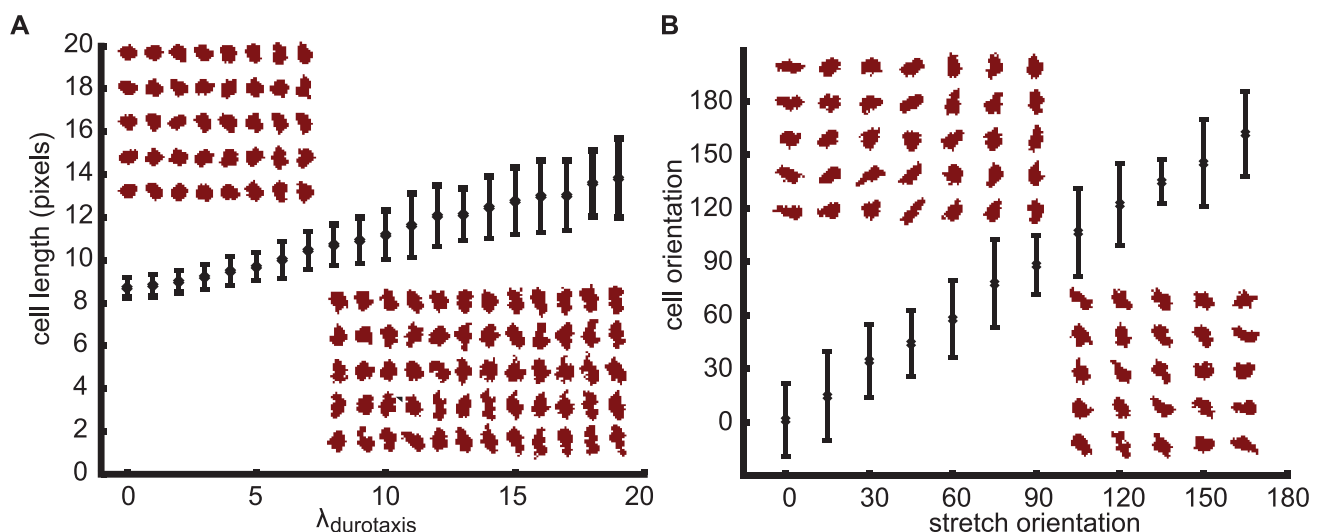 A
cell length (pixels)
20
18
16
14
12
10
8
6
4
2
0
0 5 10 15 20
λdurotaxis
B
cell orientation
180
150
120
90
60
30
0
0 30 60 90 120 150 180
stretch orientation